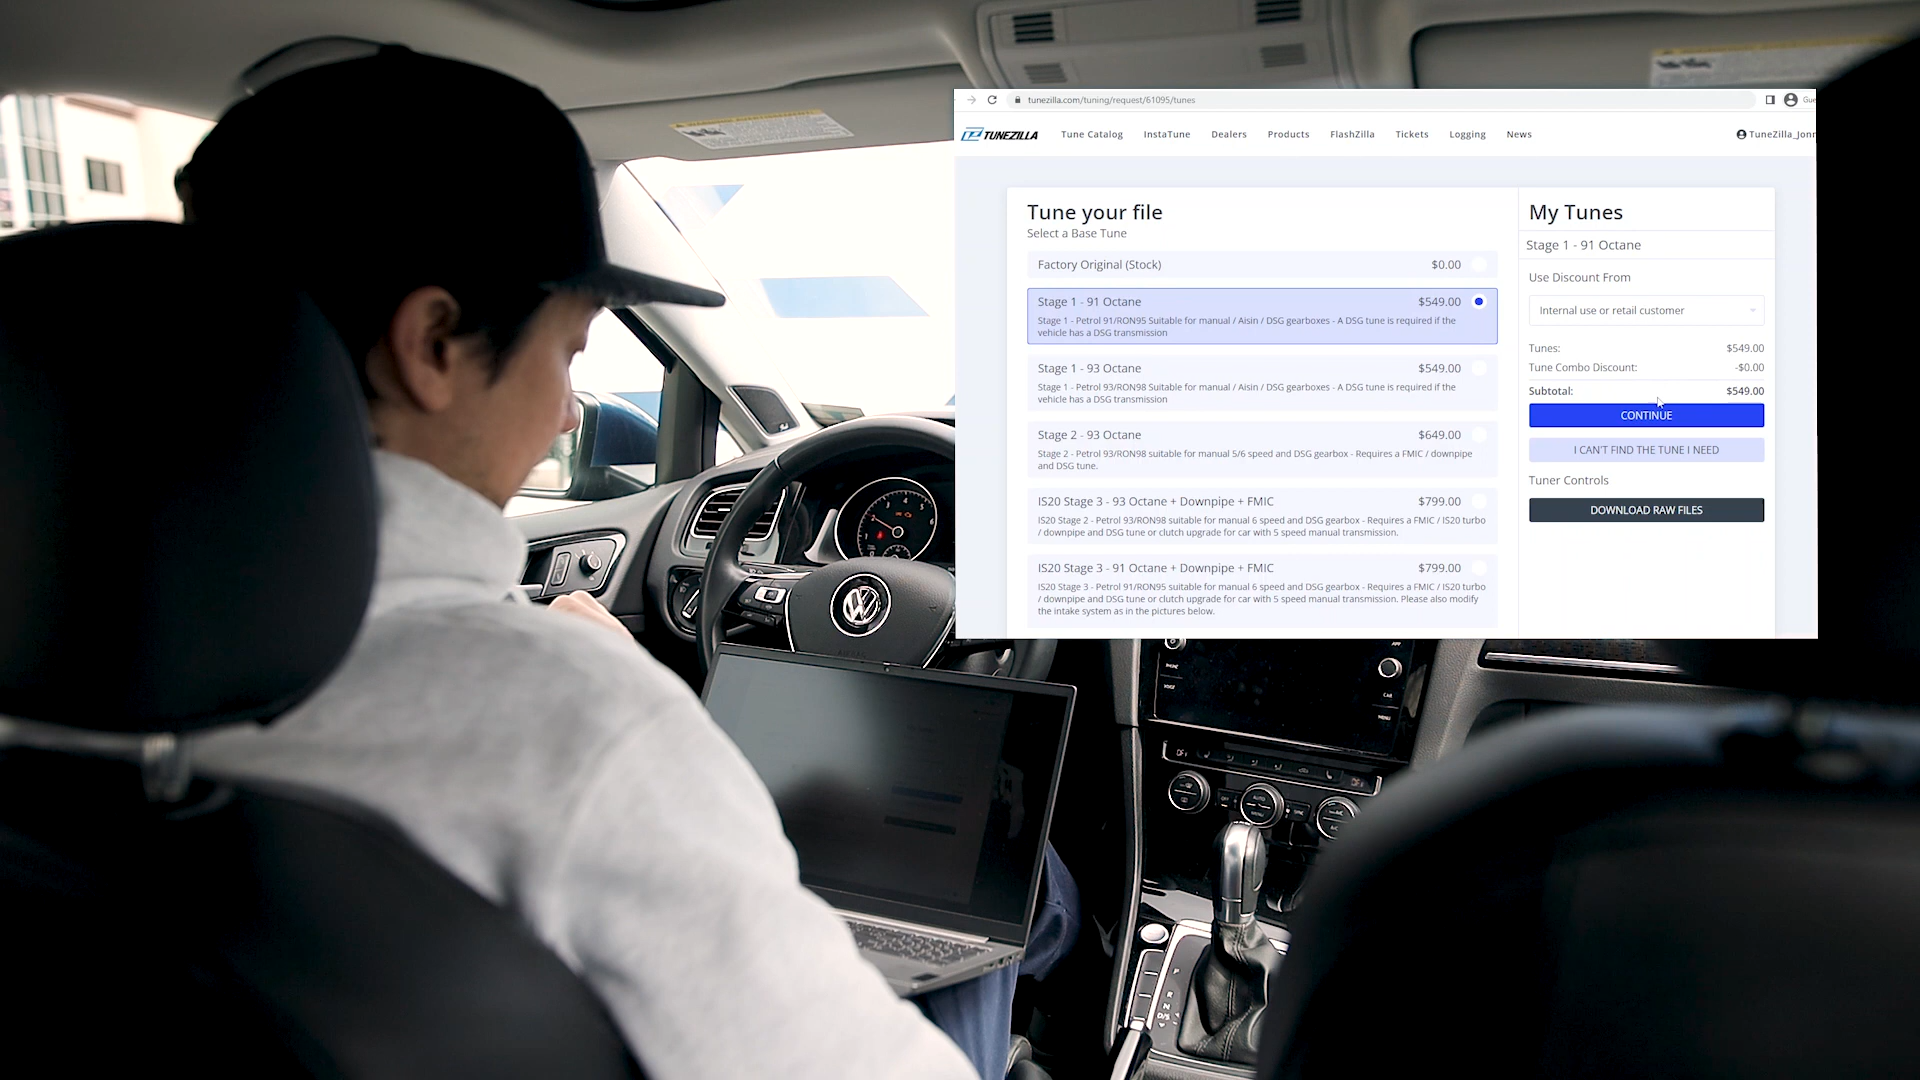 tunezilla.com/tuning/request/61095/tunes
TUNEZILLA
Tune Catalog
InstaTune
Dealers
Products
FlashZilla
Tickets
Logging
News
TuneZilla_Jonr
Tune your file
Select a Base Tune
Factory Original (Stock) $0.00
Stage 1 - 91 Octane $549.00
Stage 1 - Petrol 91/RON95 Suitable for manual / Aisin / DSG gearboxes - A DSG tune is required if the
vehicle has a DSG transmission
Stage 1 - 93 Octane $549.00
Stage 1 - Petrol 93/RON98 Suitable for manual / Aisin / DSG gearboxes - A DSG tune is required if the
vehicle has a DSG transmission
Stage 2 - 93 Octane $649.00
Stage 2 - Petrol 93/RON98 suitable for manual 5/6 speed and DSG gearbox - Requires a FMIC / downpipe
and DSG tune.
IS20 Stage 3 - 93 Octane + Downpipe + FMIC $799.00
IS20 Stage 2 - Petrol 93/RON98 suitable for manual 6 speed and DSG gearbox - Requires a FMIC / IS20 turbo
/ downpipe and DSG tune or clutch upgrade for car with 5 speed manual transmission.
IS20 Stage 3 - 91 Octane + Downpipe + FMIC $799.00
IS20 Stage 3 - Petrol 91/RON95 suitable for manual 6 speed and DSG gearbox - Requires a FMIC / IS20 turbo
/ downpipe and DSG tune or clutch upgrade for car with 5 speed manual transmission. Please also modify
the intake system as in the pictures below.
My Tunes
Stage 1 - 91 Octane
Use Discount From
Internal use or retail customer
Tunes: $549.00
Tune Combo Discount: -$0.00
Subtotal: $549.00
CONTINUE
I CAN'T FIND THE TUNE I NEED
Tuner Controls
DOWNLOAD RAW FILES
PHONE
VOICE
CAR
MENU
AUTO
P
R
N
D/S